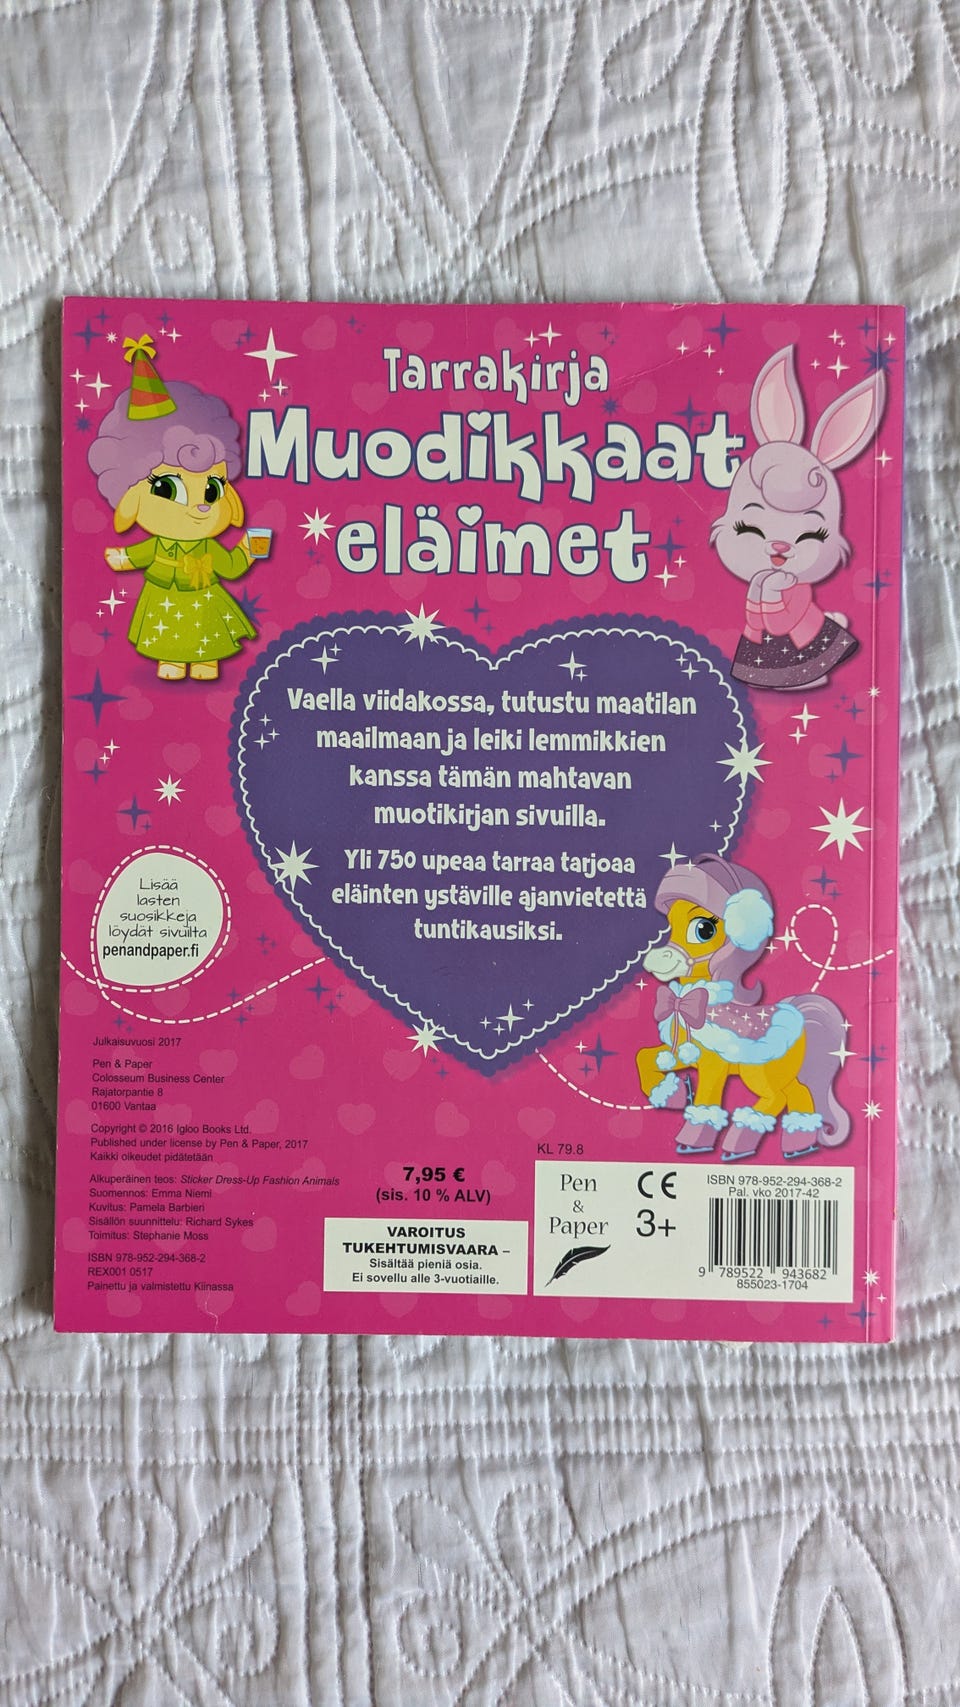 Tarrakirja
Muodikkaat
eläimet
Vaella viidakossa, tutustu maatilan
maailmaan ja leiki lemmikkien
kanssa tämän mahtavan
muotikirjan sivuilla.
Yli 750 upeaa tarraa tarjoaa
eläinten ystäville ajanvietettä
tuntikausiksi.
Lisää
lasten
suosikkeja
löydät sivuilta
penandpaper.fi
Julkaisuvuosi 2017
Pen & Paper
Colosseum Business Center
Rajatorpantie 8
01600 Vantaa
Copyright © 2016 Igloo Books Ltd.
Published under license by Pen & Paper, 2017
Kaikki oikeudet pidätetään
Alkuperäinen teos: Sticker Dress-Up Fashion Animals
Suomennos: Emma Niemi
Kuvitus: Pamela Barbieri
Sisällön suunnittelu: Richard Sykes
Toimitus: Stephanie Moss
ISBN 978-952-294-368-2
REX001 0517
Painettu ja valmistettu Kiinassa
7,95 €
(sis. 10 % ALV)
VAROITUS
TUKEHTUMISVAARA –
Sisältää pieniä osia.
Ei sovellu alle 3-vuotiaille.
KL 79.8
Pen
&
Paper
CE
3+
ISBN 978-952-294-368-2
Pal. vko 2017-42
9 789522 943682
855023-1704